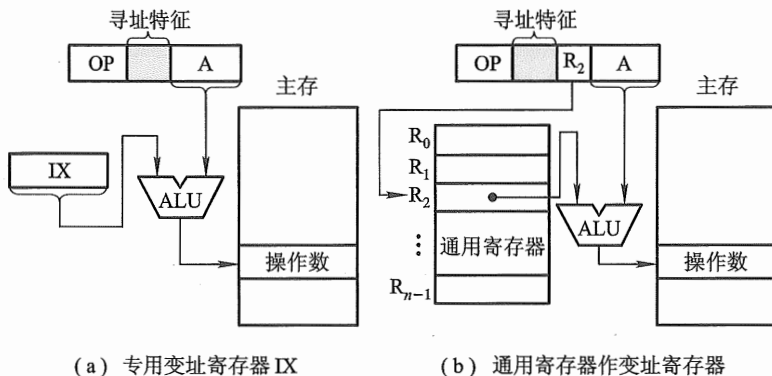 寻址特征
OP A
主存
IX
ALU
操作数
(a) 专用变址寄存器 IX
寻址特征
OP R₂ A
主存
R₀
R₁
R₂
ALU
⋮ 通用寄存器
操作数
Rₙ₋₁
(b) 通用寄存器作变址寄存器